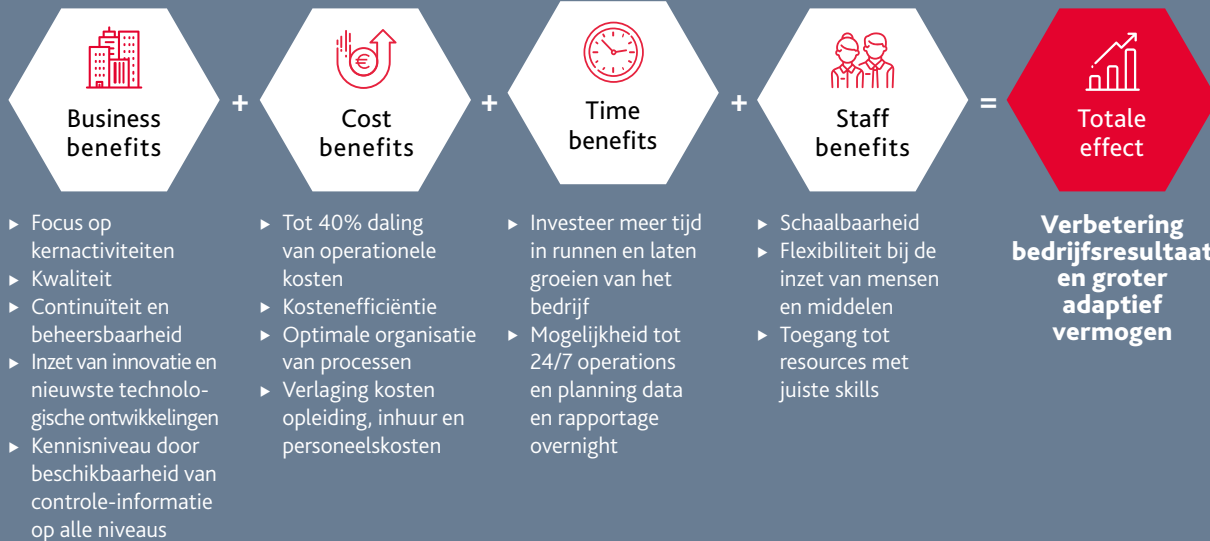 Business
benefits
+
Cost
benefits
+
Time
benefits
+
Staff
benefits
=
Totale
effect
► Focus op
kernactiviteiten
► Kwaliteit
► Continuïteit en
beheersbaarheid
► Inzet van innovatie en
nieuwste technolo-
gische ontwikkelingen
► Kennisniveau door
beschikbaarheid van
controle-informatie
op alle niveaus
► Tot 40% daling
van operationele
kosten
► Kostenefficiëntie
► Optimale organisatie
van processen
► Verlaging kosten
opleiding, inhuur en
personeelskosten
► Investeer meer tijd
in runnen en laten
groeien van het
bedrijf
► Mogelijkheid tot
24/7 operations
en planning data
en rapportage
overnight
► Schaalbaarheid
► Flexibiliteit bij de
inzet van mensen
en middelen
► Toegang tot
resources met
juiste skills
Verbetering
bedrijfsresultaat
en groter
adaptief
vermogen